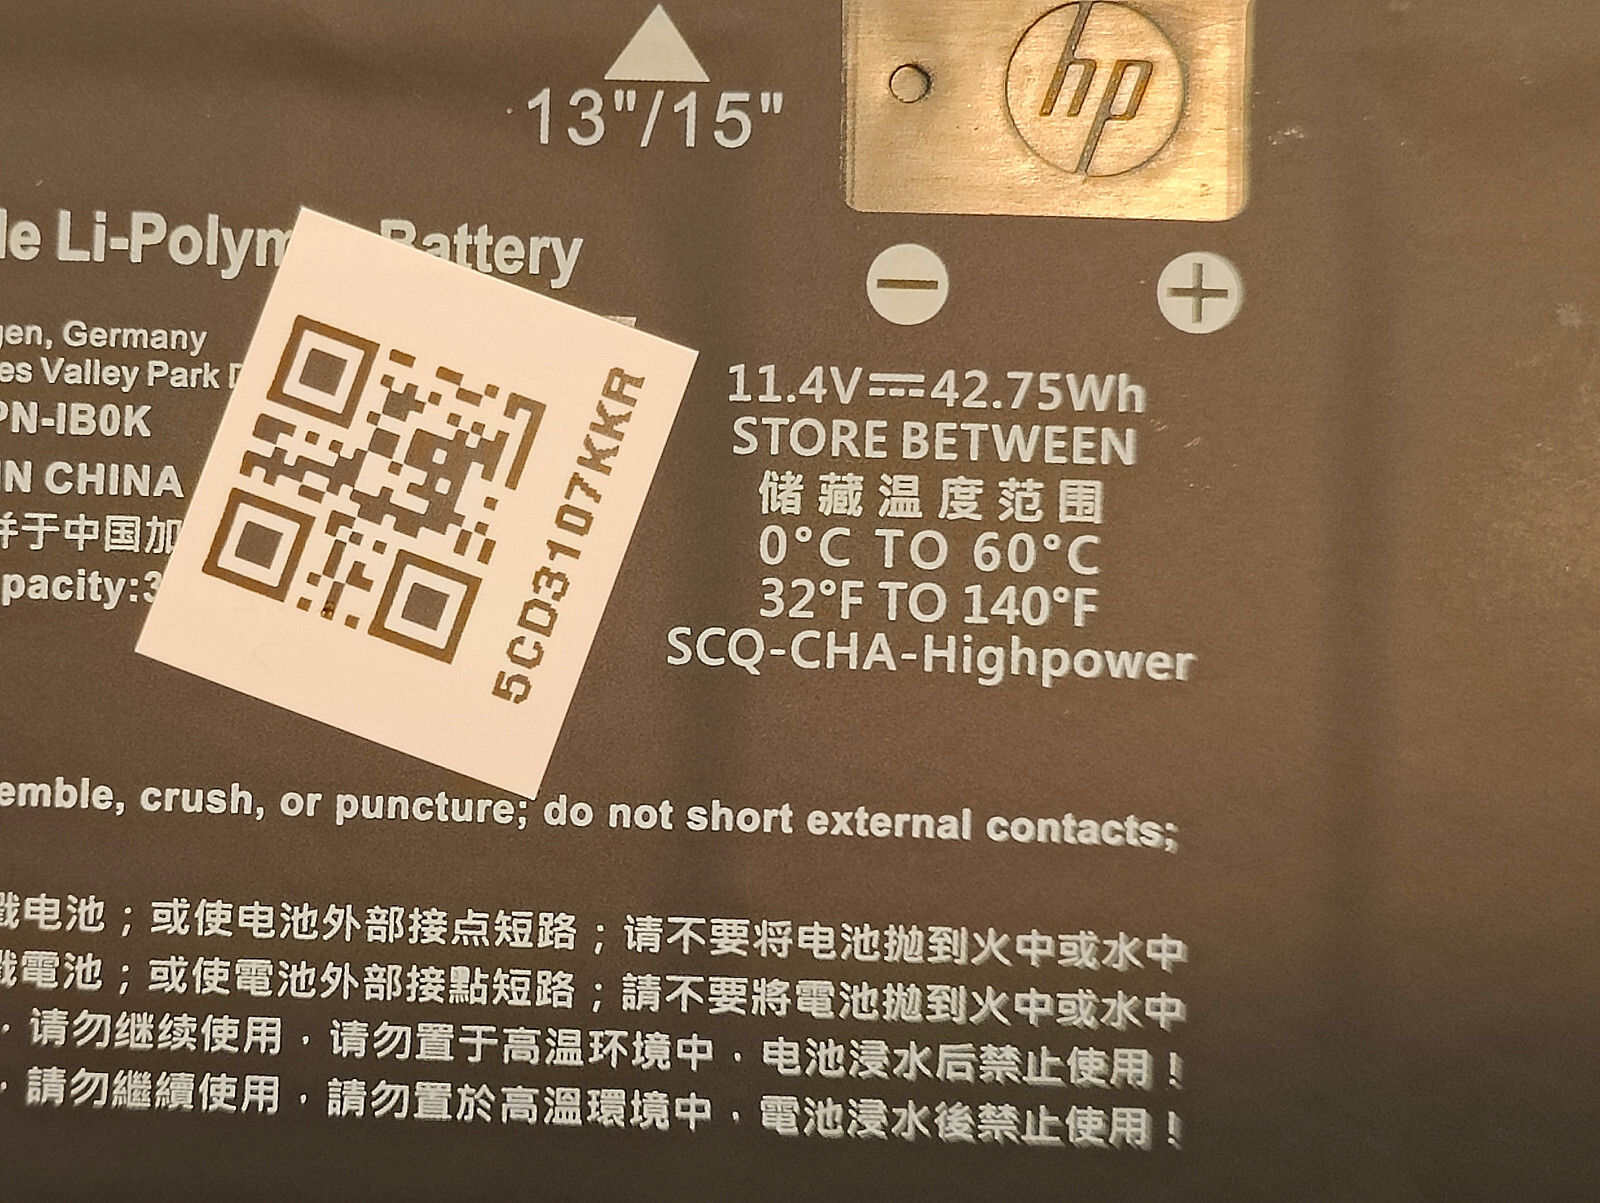 hp
13"/15"
Li-Polym Battery
Germany
Valley Park
PN-IB0K
IN CHINA
并于中国加
pacity:3
5CD3107KKR
11.4V⎓42.75Wh
STORE BETWEEN
储藏温度范围
0°C TO 60°C
32°F TO 140°F
SCQ-CHA-Highpower
emble, crush, or puncture; do not short external contacts;
戳电池；或使电池外部接点短路；请不要将电池抛到火中或水中
戳電池；或使電池外部接點短路；請不要將電池拋到火中或水中
，请勿继续使用，请勿置于高温环境中，电池浸水后禁止使用！
，請勿繼續使用，請勿置於高溫環境中，電池浸水後禁止使用！